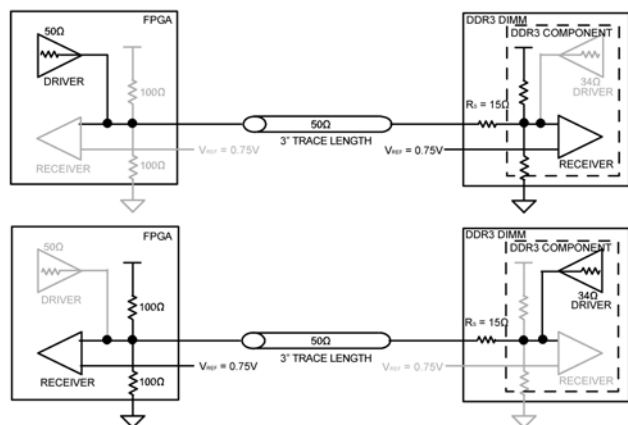 FPGA
50Ω
DRIVER
100Ω
RECEIVER
100Ω
VREF = 0.75V
50Ω
3" TRACE LENGTH
VREF = 0.75V
DDR3 DIMM
DDR3 COMPONENT
34Ω
DRIVER
RS = 15Ω
RECEIVER
FPGA
50Ω
DRIVER
100Ω
RECEIVER
100Ω
VREF = 0.75V
50Ω
3" TRACE LENGTH
VREF = 0.75V
DDR3 DIMM
DDR3 COMPONENT
34Ω
DRIVER
RS = 15Ω
RECEIVER